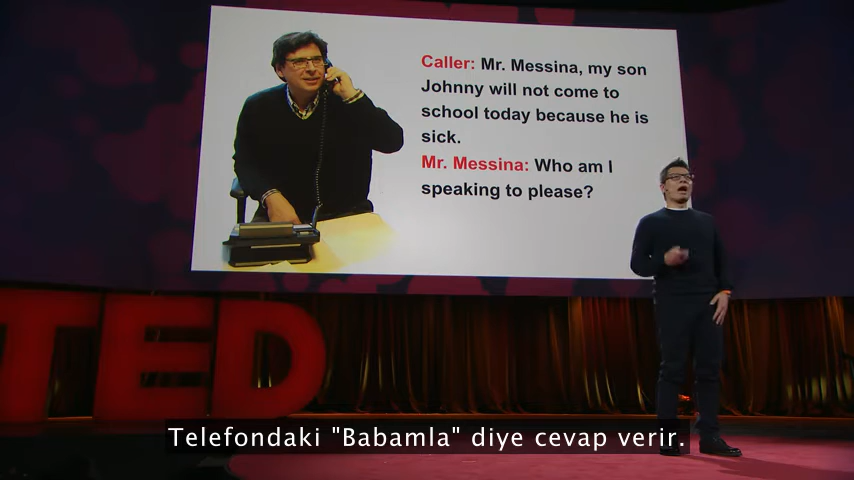 Caller: Mr. Messina, my son
Johnny will not come to
school today because he is
sick.
Mr. Messina: Who am I
speaking to please?
TED
Telefondaki "Babamla" diye cevap verir.